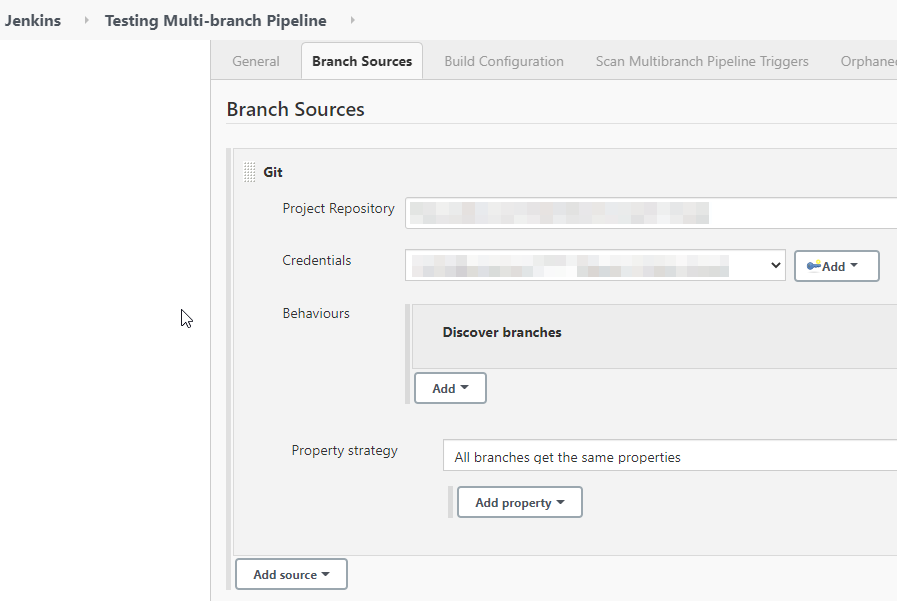 Jenkins Testing Multi-branch Pipeline
General Branch Sources Build Configuration Scan Multibranch Pipeline Triggers Orphane
Branch Sources
Git
Project Repository
Credentials Add
Behaviours
Discover branches
Add
Property strategy All branches get the same properties
Add property
Add source